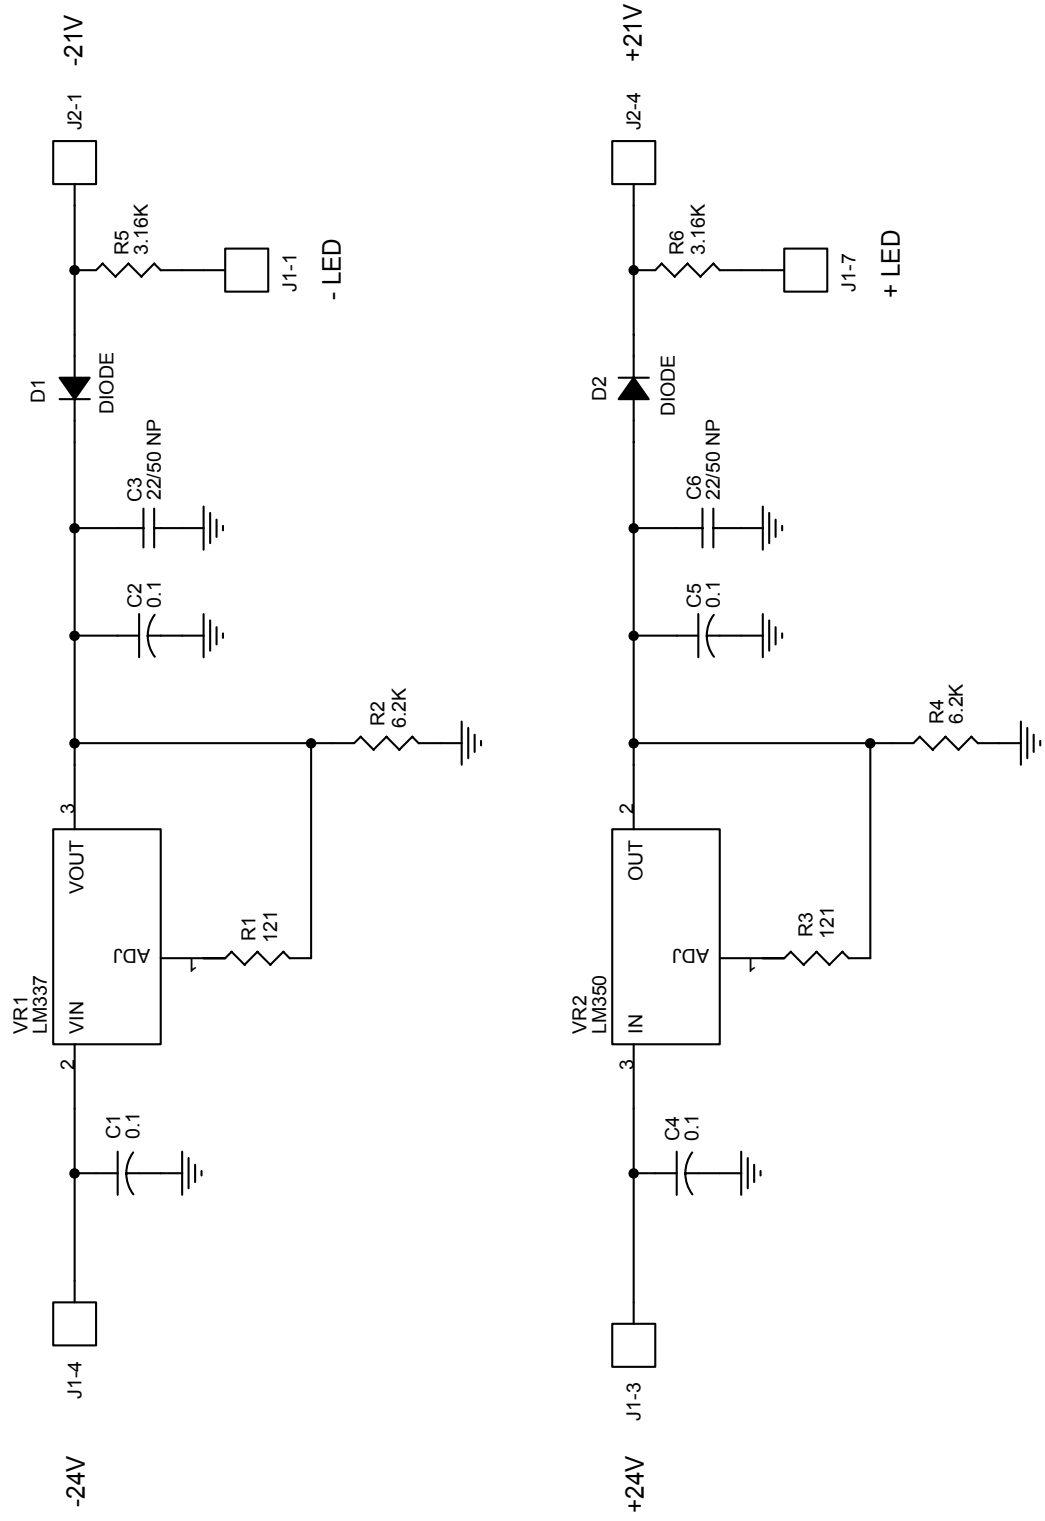 -24V
J1-4
C1
0.1
2
VR1
LM337
VIN
VOUT
ADJ
1
3
R1
121
R2
6.2K
C2
0.1
C3
22/50 NP
D1
DIODE
R5
3.16K
J1-1
- LED
J2-1
-21V
+24V
J1-3
C4
0.1
3
VR2
LM350
IN
OUT
ADJ
1
2
R3
121
R4
6.2K
C5
0.1
C6
22/50 NP
D2
DIODE
R6
3.16K
J1-7
+ LED
J2-4
+21V